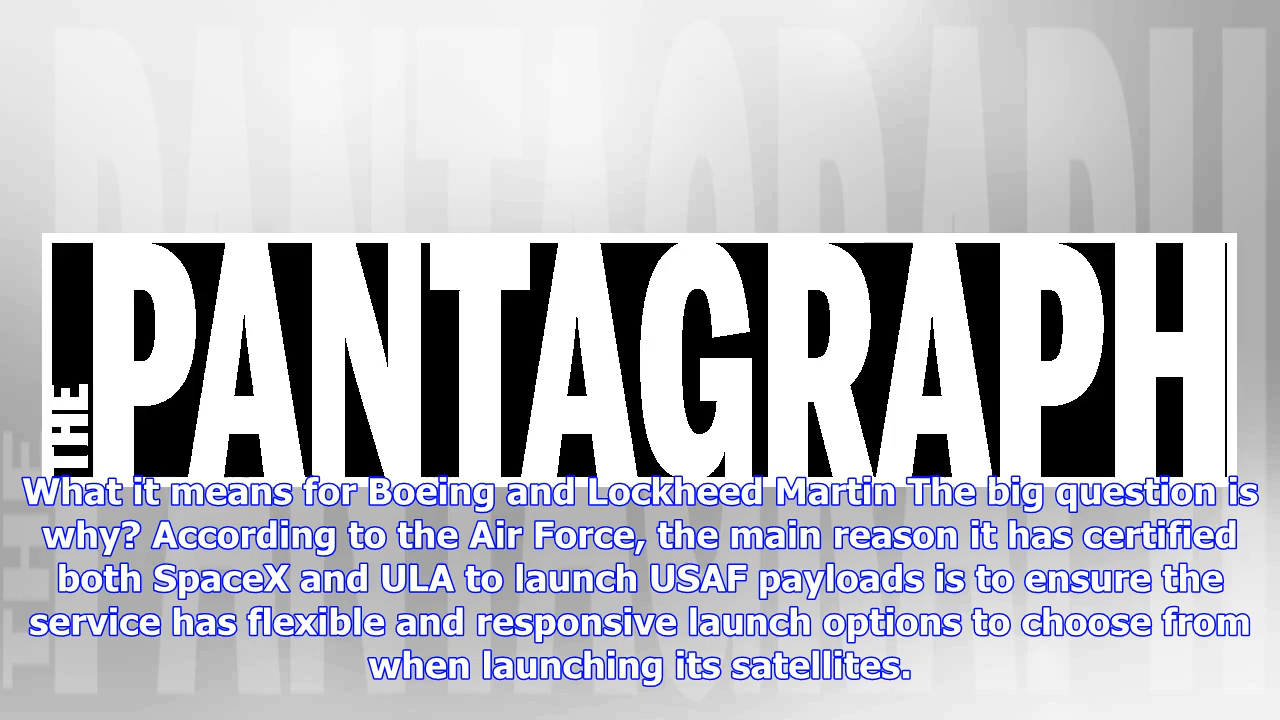 THE PANTAGRAPH
What it means for Boeing and Lockheed Martin The big question is
why? According to the Air Force, the main reason it has certified
both SpaceX and ULA to launch USAF payloads is to ensure the
service has flexible and responsive launch options to choose from
when launching its satellites.